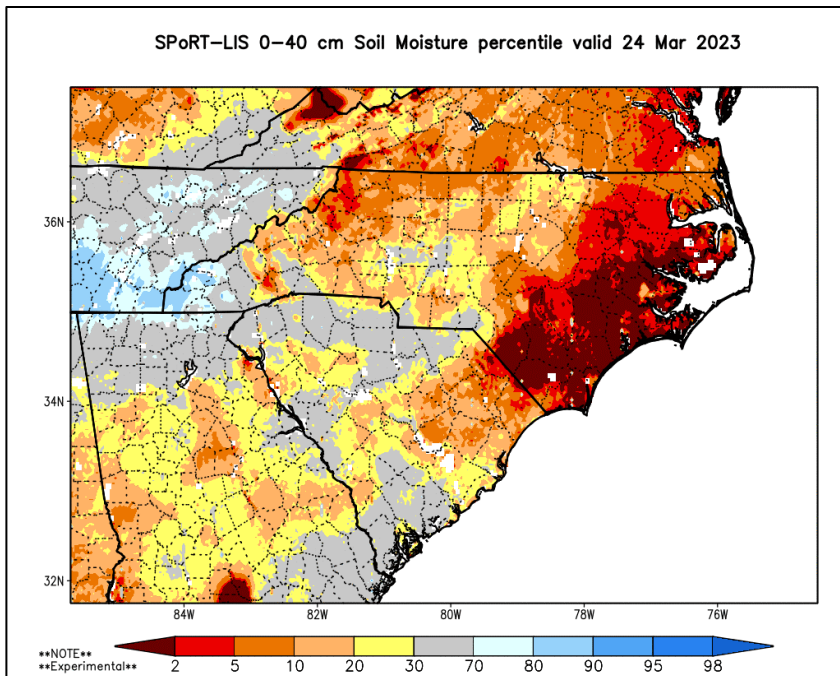 SPoRT-LIS 0-40 cm Soil Moisture percentile valid 24 Mar 2023
36N
34N
32N
84W 82W 80W 78W 76W
**NOTE**
**Experimental**
2 5 10 20 30 70 80 90 95 98